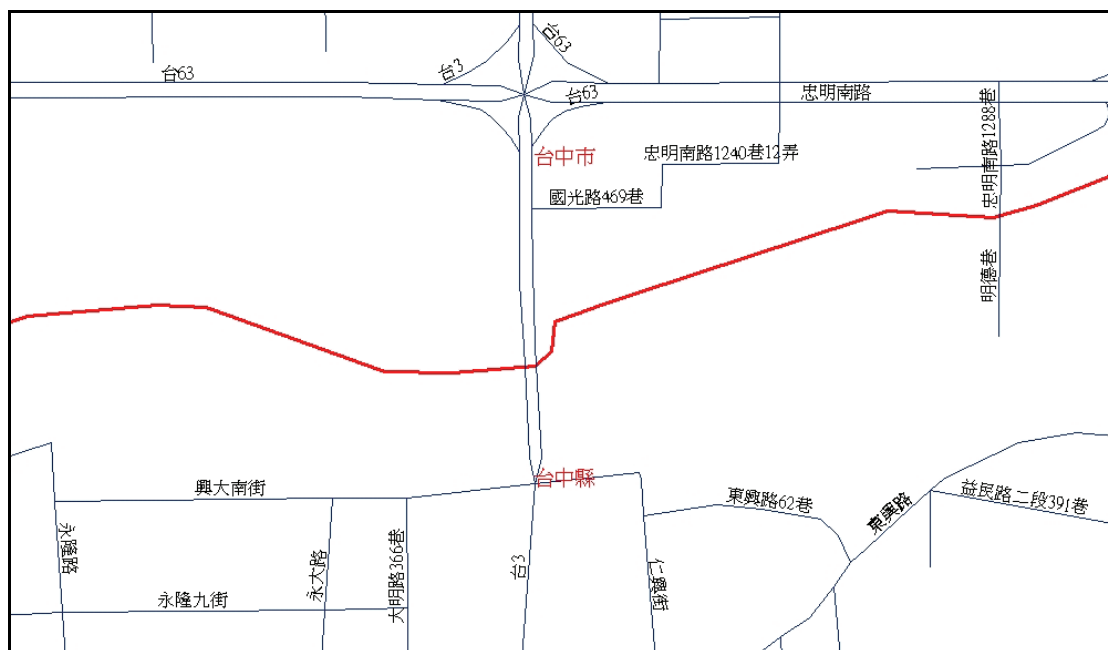 台63
台3
台63
台63
忠明南路
忠明南路1288巷
台中市
忠明南路1240巷12弄
國光路469巷
明德巷
台中縣
興大南街
東興路62巷
東興路
益民路二段391巷
永隆路
永大路
大明路366巷
台3
仁興街
永隆九街